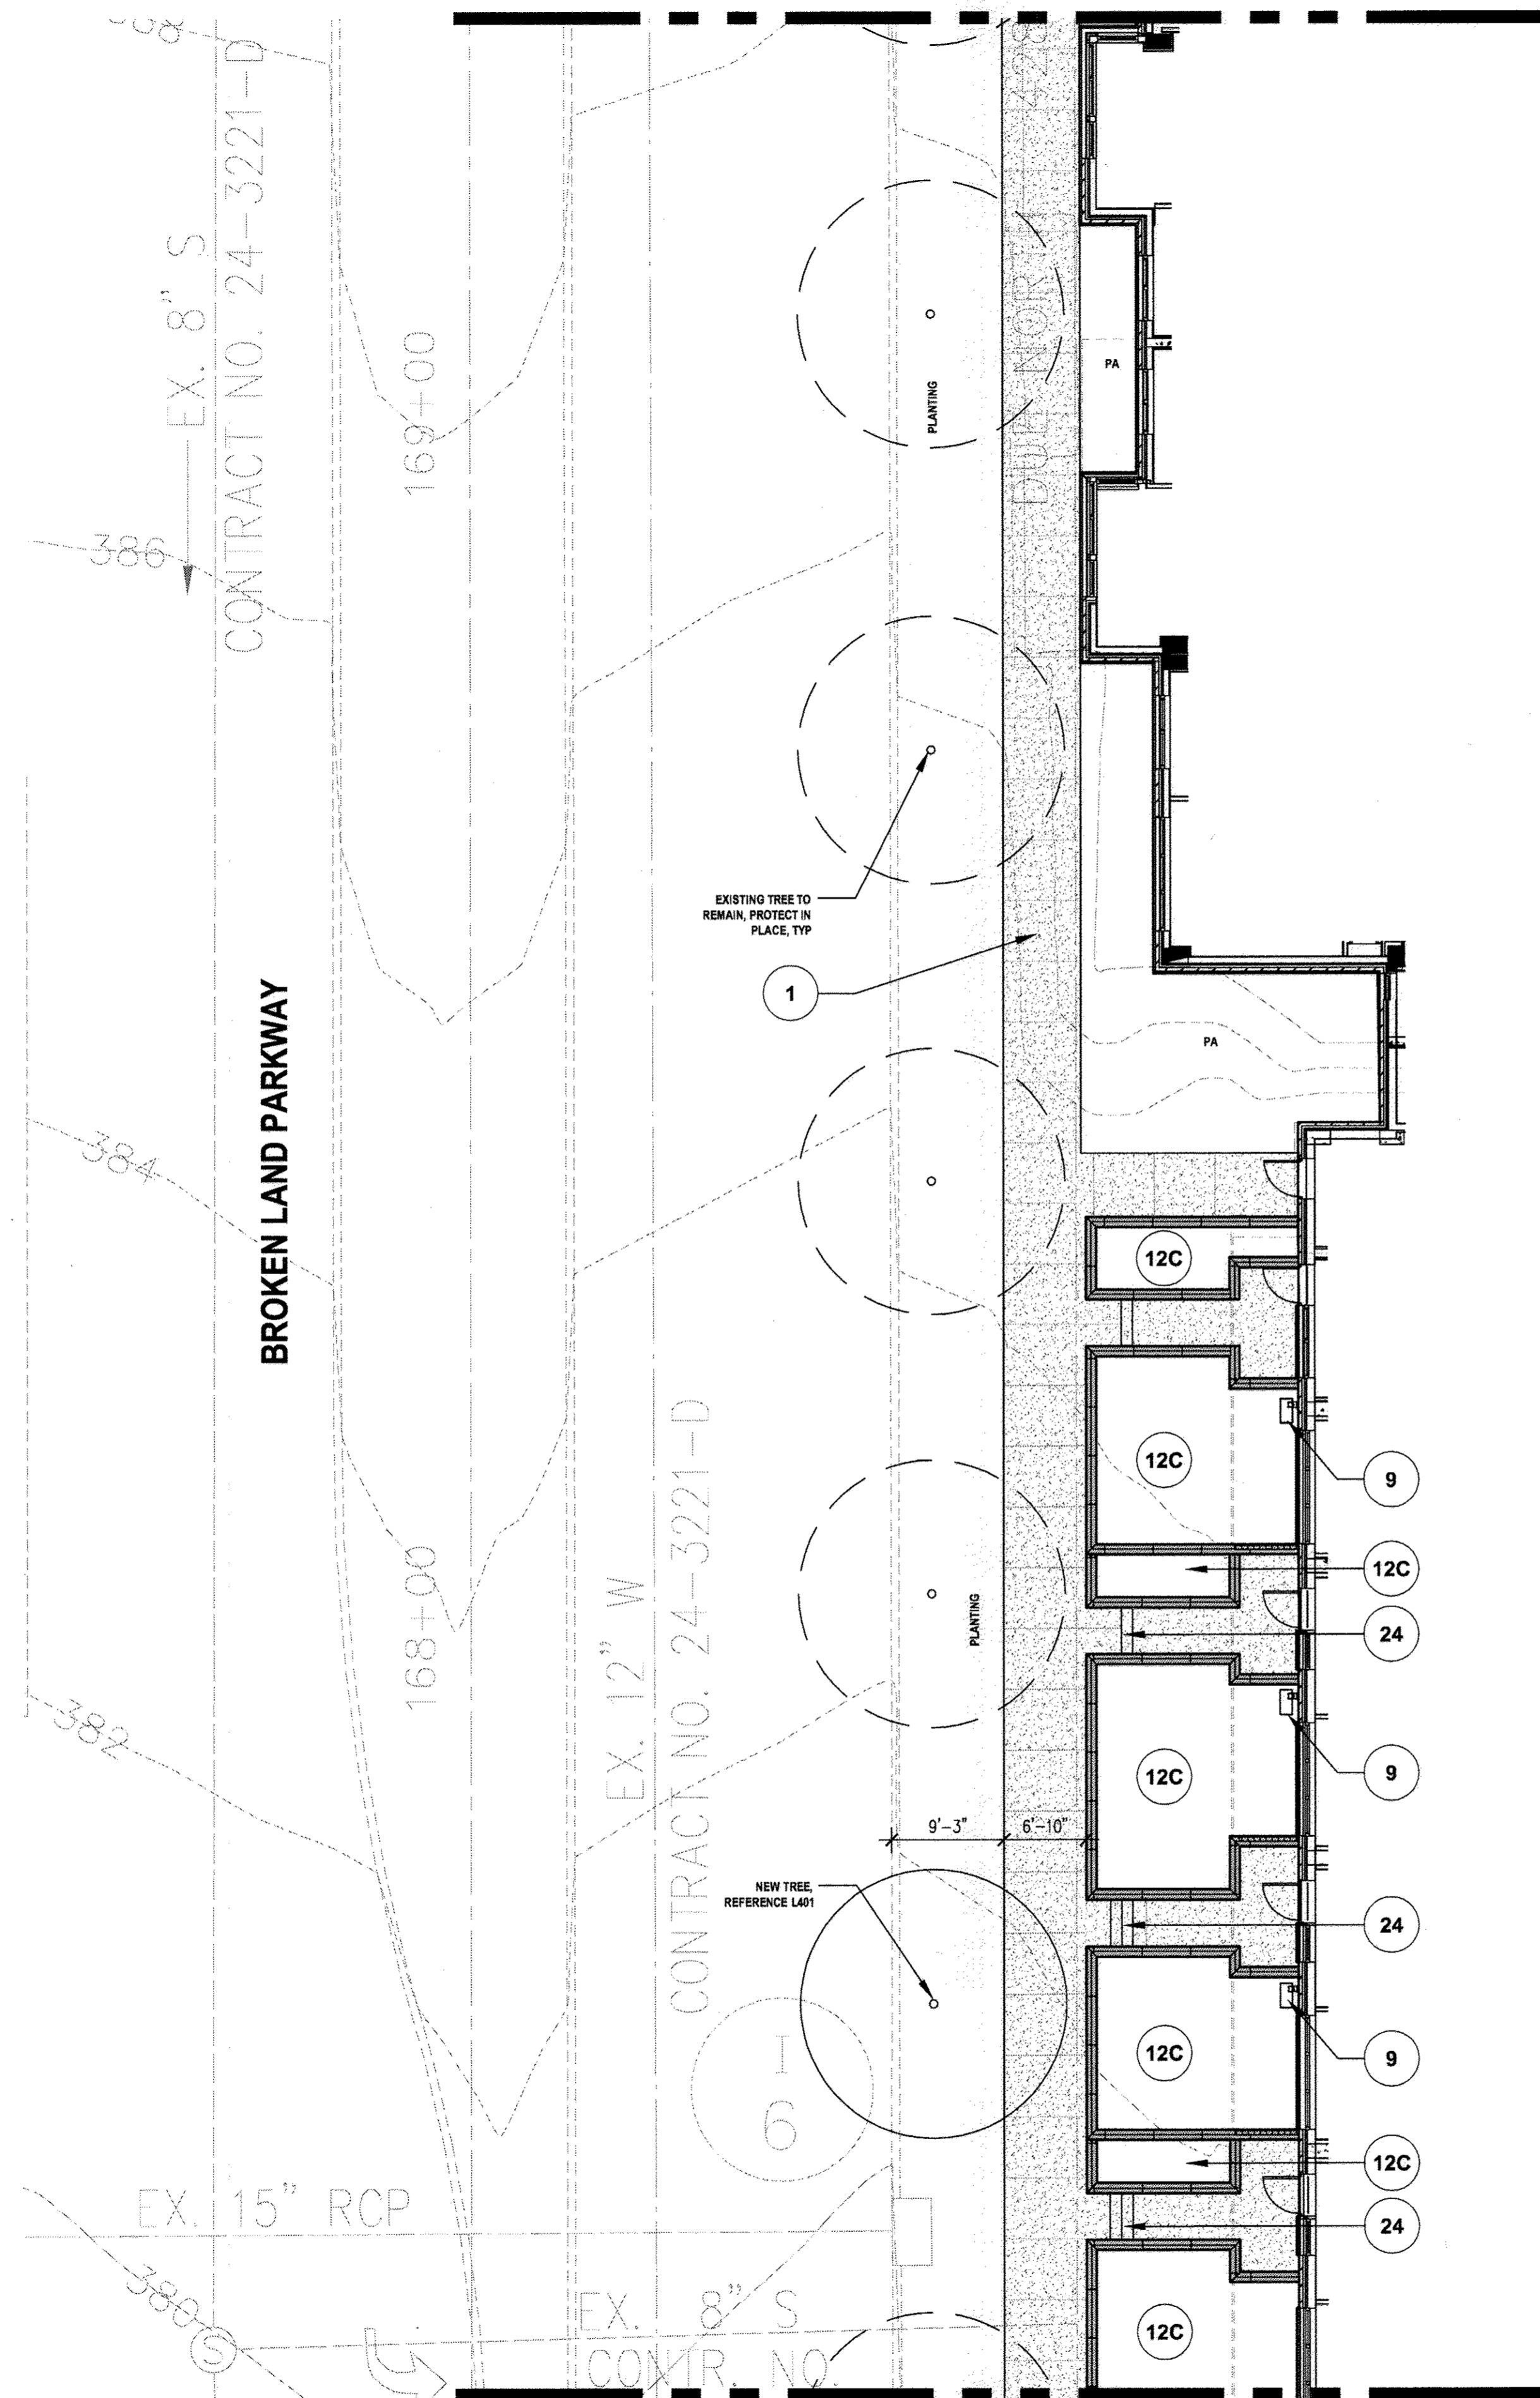 EX. 8" S
CONTRACT NO. 24-3221-D
169+00
DUE NORTH 428
PLANTING
PA
386
EXISTING TREE TO
REMAIN, PROTECT IN
PLACE, TYP
1
PA
BROKEN LAND PARKWAY
384
12C
12C
9
12C
24
168+00
EX. 12" W
CONTRACT NO. 24-3221-D
PLANTING
382
12C
9
9'-3"
6'-10"
NEW TREE,
REFERENCE L401
24
12C
9
I
6
12C
24
EX. 15" RCP
380
S
EX. 8" S
CONTR. NO.
12C